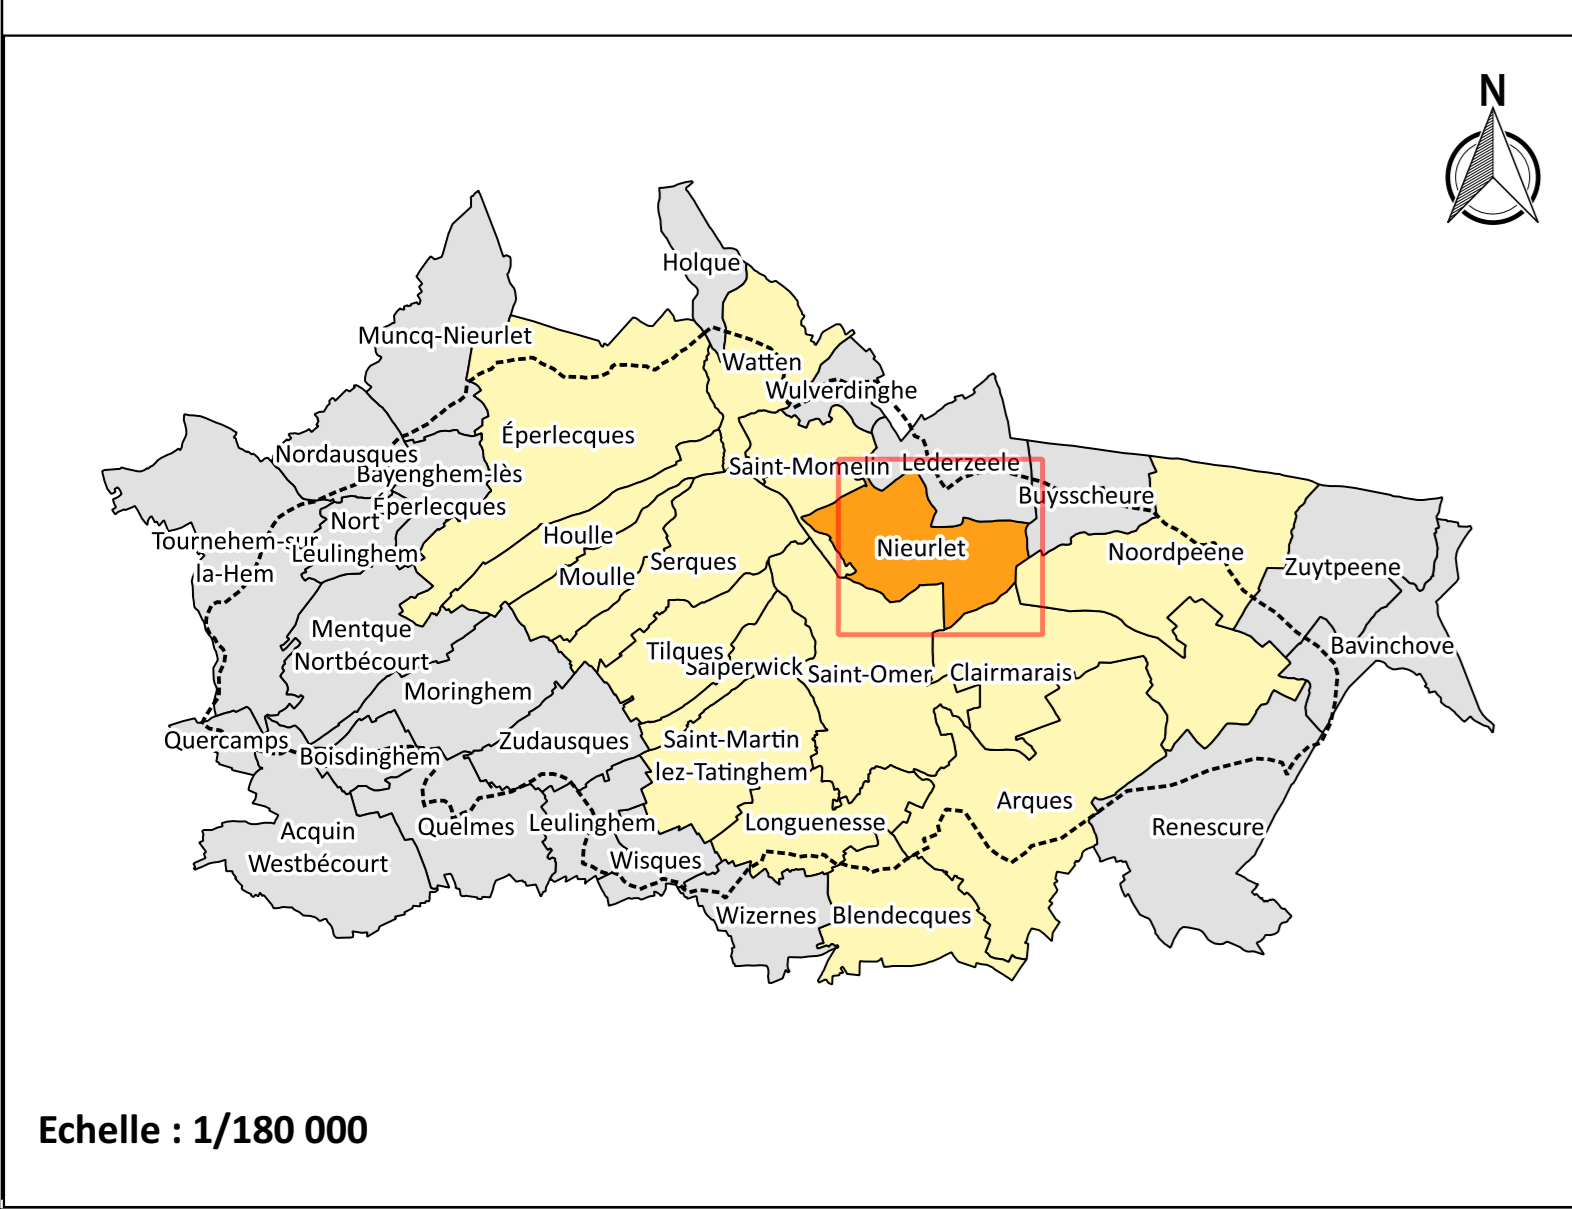 N
Holque
Muncq-Nieurlet
Watten
Wulverdinghe
Éperlecques
Nordausques
Bayenghem-lès
Éperlecques
Saint-Momelin
Lederzeele
Buysscheure
Nort
Leulinghem
Tournehem-sur
la-Hem
Houlle
Moulle
Serques
Nieurlet
Noordpeene
Zuytpeene
Mentque
Nortbécourt
Bavinchove
Tilques
Salperwick
Saint-Omer
Clairmarais
Moringhem
Quercamps
Boisdinghem
Zudausques
Saint-Martin
lez-Tatinghem
Arques
Acquin
Westbécourt
Quelmes
Leulinghem
Longuenesse
Renescure
Wisques
Wizernes
Blendecques
Echelle : 1/180 000